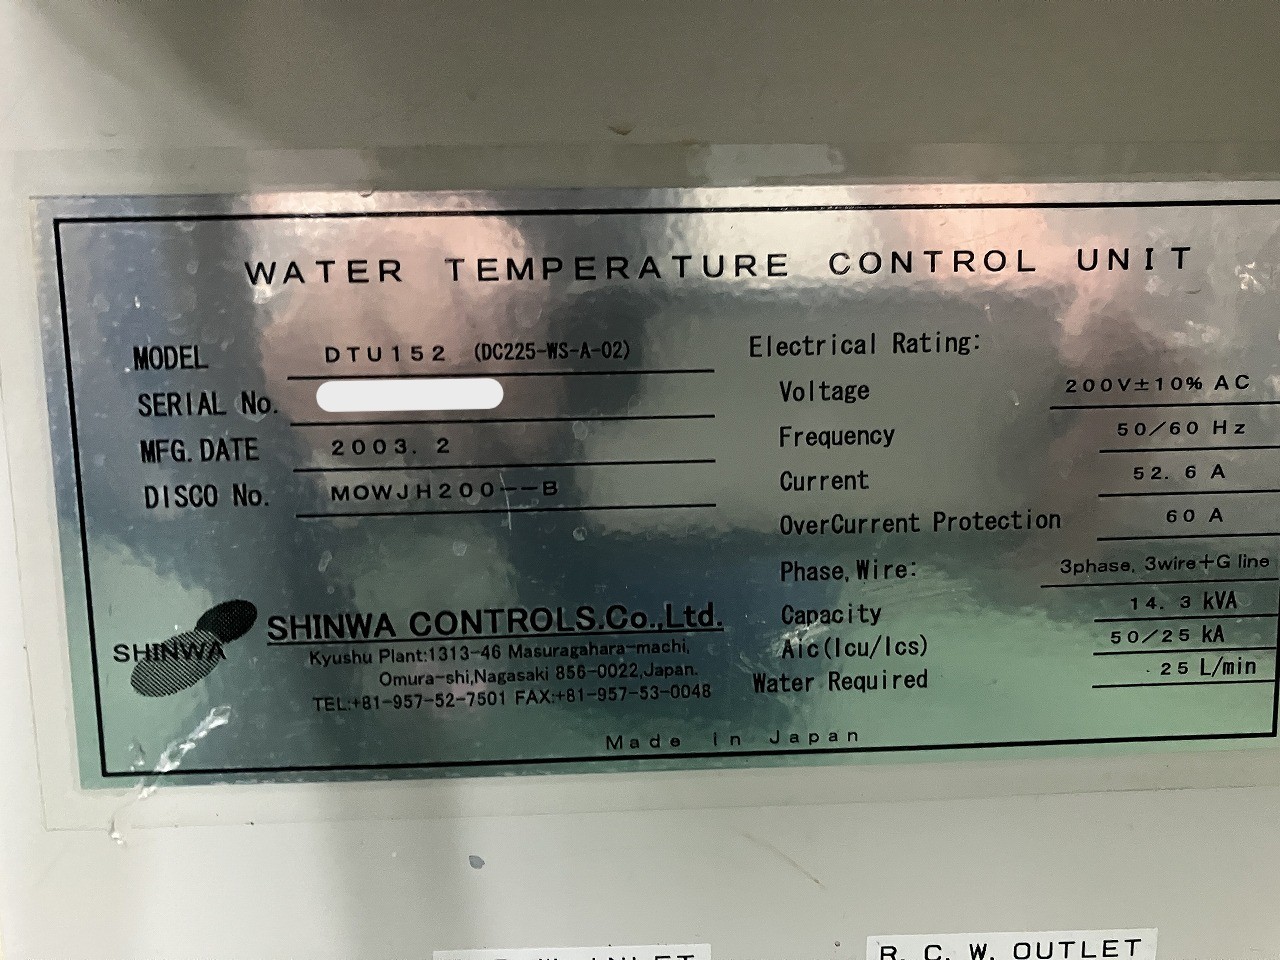 WATER TEMPERATURE CONTROL UNIT
MODEL DTU152 (DC225-WS-A-02)
SERIAL No.
MFG. DATE 2003. 2
DISCO No. MOWJH200--B
Electrical Rating:
Voltage 200V±10% AC
Frequency 50/60 Hz
Current 52. 6 A
OverCurrent Protection 60 A
Phase, Wire: 3phase, 3wire+G line
Capacity 14. 3 kVA
Aic(Icu/Ics) 50/25 kA
Water Required 25 L/min
SHINWA
SHINWA CONTROLS.Co.,Ltd.
Kyushu Plant:1313-46 Masuragahara-machi,
Omura-shi,Nagasaki 856-0022,Japan.
TEL:+81-957-52-7501 FAX:+81-957-53-0048
Made in Japan
R. C. W. OUTLET